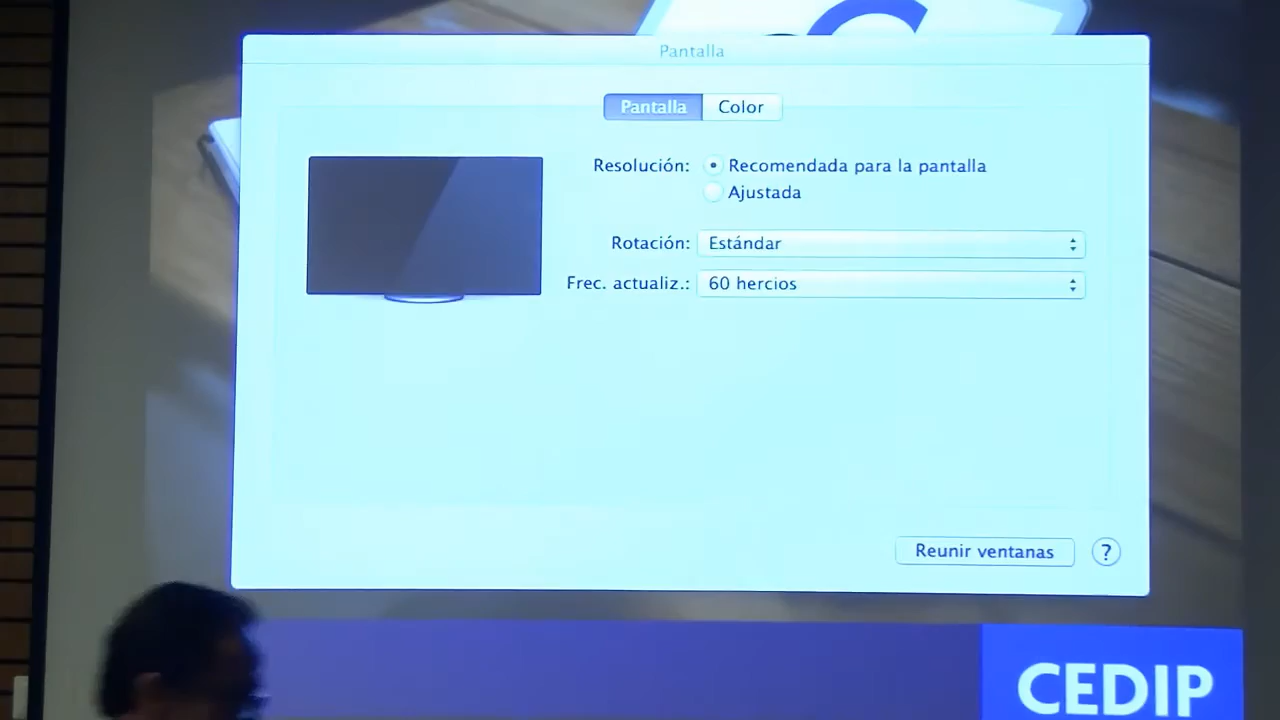 Pantalla
Pantalla Color
Resolución: Recomendada para la pantalla
Ajustada
Rotación: Estándar
Frec. actualiz.: 60 hercios
Reunir ventanas ?
CEDIP